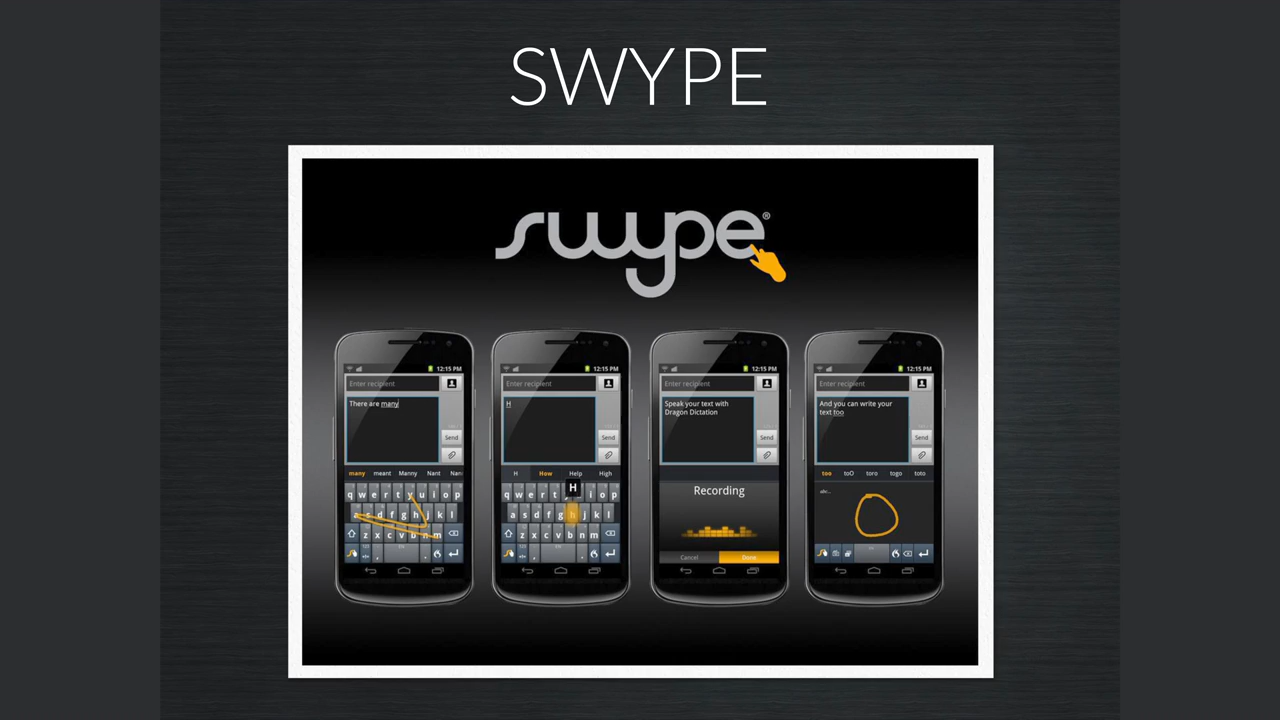 SWYPE
swype®
12:15 PM
Enter recipient
There are many
Send
many meant Manny Nant Nan
q w e r t y u i o p
a s d f g h j k l
z x c v b n m
12:15 PM
Enter recipient
H
Send
H How Help High
H
q w e r t y u i o p
a s d f g h j k l
z x c v b n m
12:15 PM
Enter recipient
Speak your text with
Dragon Dictation
Send
Recording
Cancel Done
12:15 PM
Enter recipient
And you can write your
text too
Send
too toO toro togo toto
abc...